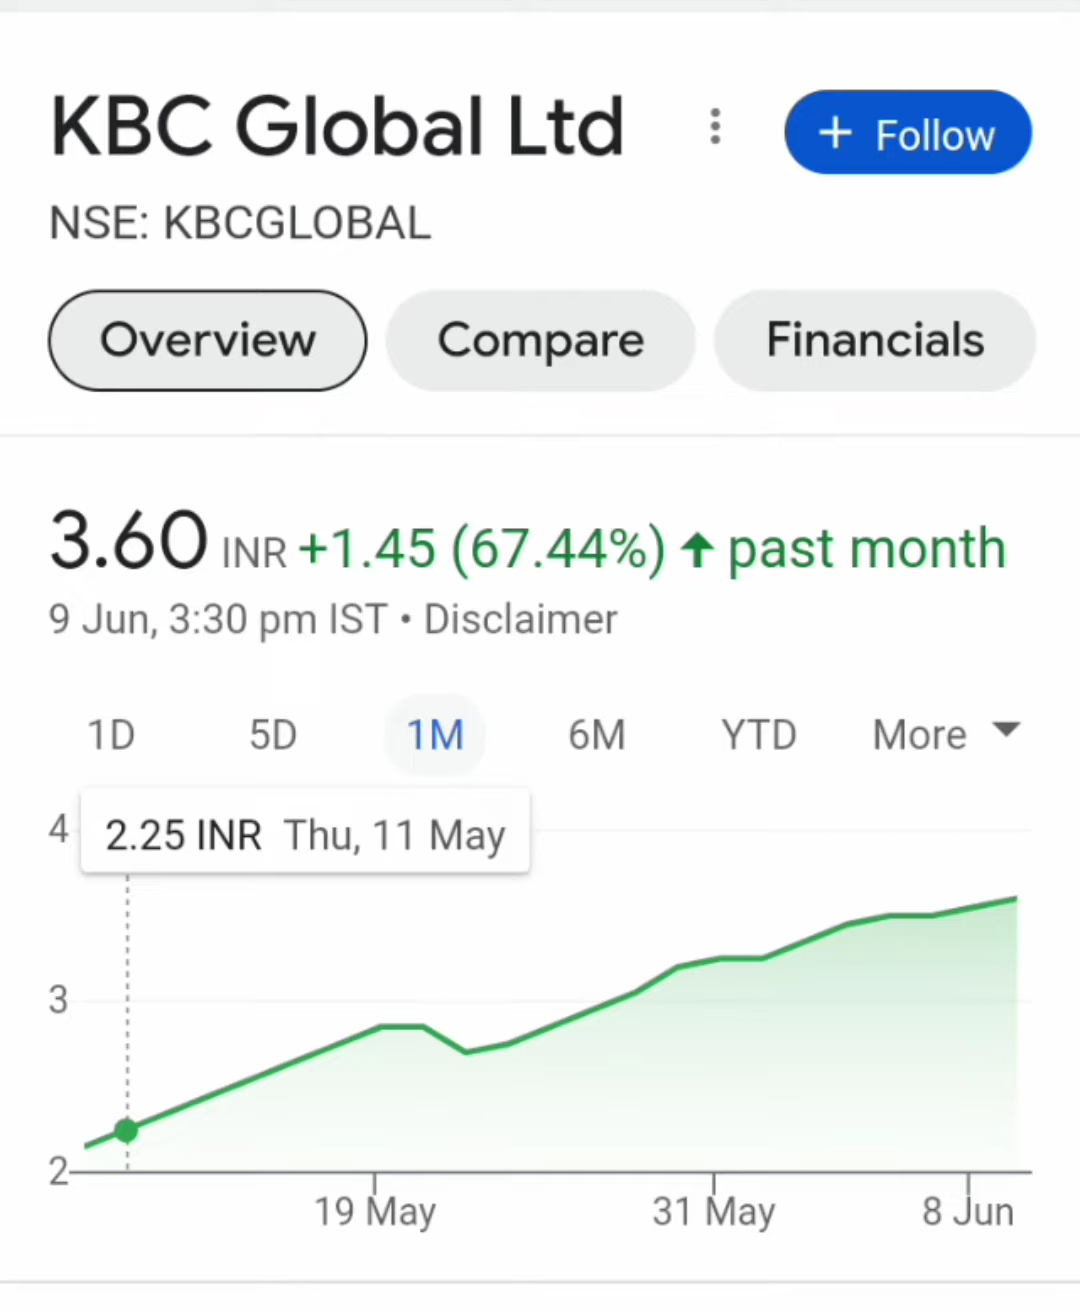 KBC Global Ltd
+ Follow
NSE: KBCGLOBAL
Overview Compare Financials
3.60 INR +1.45 (67.44%) ↑ past month
9 Jun, 3:30 pm IST • Disclaimer
1D 5D 1M 6M YTD More
4
2.25 INR Thu, 11 May
3
2
19 May 31 May 8 Jun